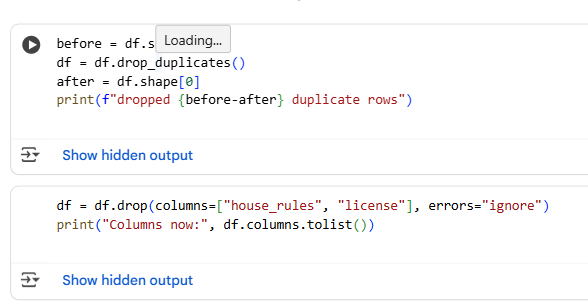 before = df.s
Loading...
df = df.drop_duplicates()
after = df.shape[0]
print(f"dropped {before-after} duplicate rows")
Show hidden output
df = df.drop(columns=["house_rules", "license"], errors="ignore")
print("Columns now:", df.columns.tolist())
Show hidden output